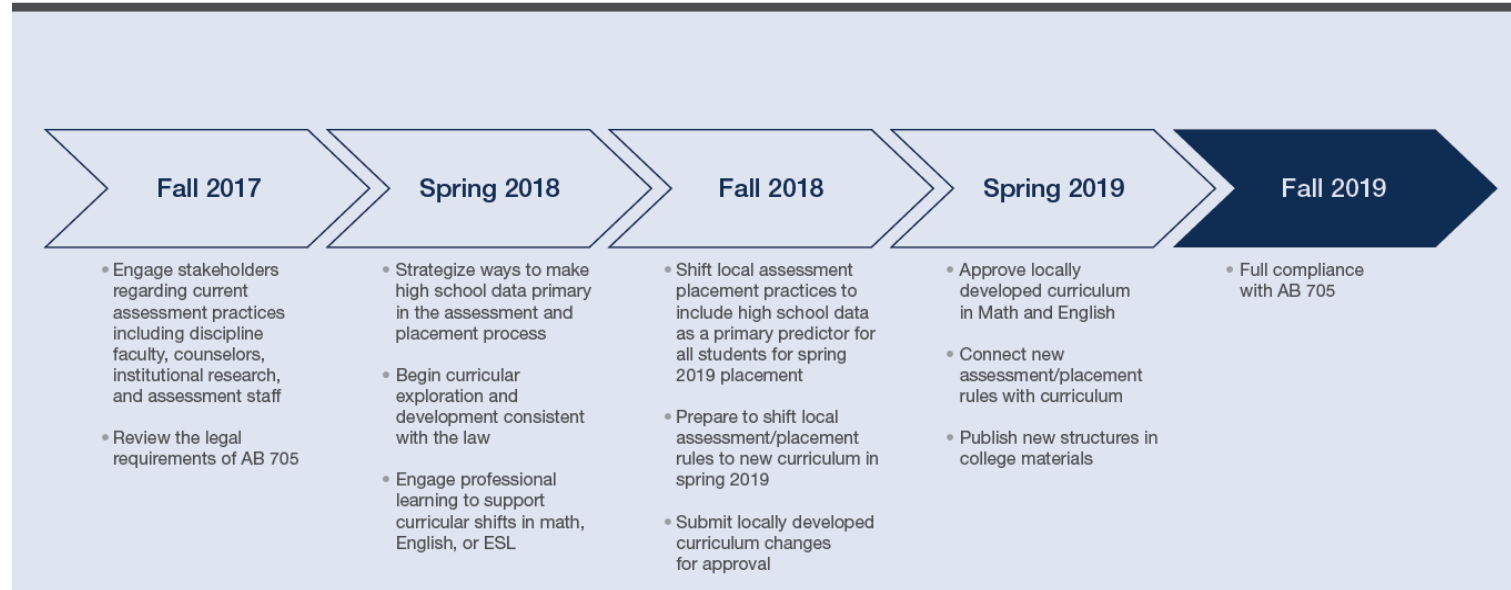 Fall 2017
• Engage stakeholders
regarding current
assessment practices
including discipline
faculty, counselors,
institutional research,
and assessment staff
• Review the legal
requirements of AB 705
Spring 2018
• Strategize ways to make
high school data primary
in the assessment and
placement process
• Begin curricular
exploration and
development consistent
with the law
• Engage professional
learning to support
curricular shifts in math,
English, or ESL
Fall 2018
• Shift local assessment
placement practices to
include high school data
as a primary predictor for
all students for spring
2019 placement
• Prepare to shift local
assessment/placement
rules to new curriculum in
spring 2019
• Submit locally developed
curriculum changes
for approval
Spring 2019
• Approve locally
developed curriculum
in Math and English
• Connect new
assessment/placement
rules with curriculum
• Publish new structures in
college materials
Fall 2019
• Full compliance
with AB 705